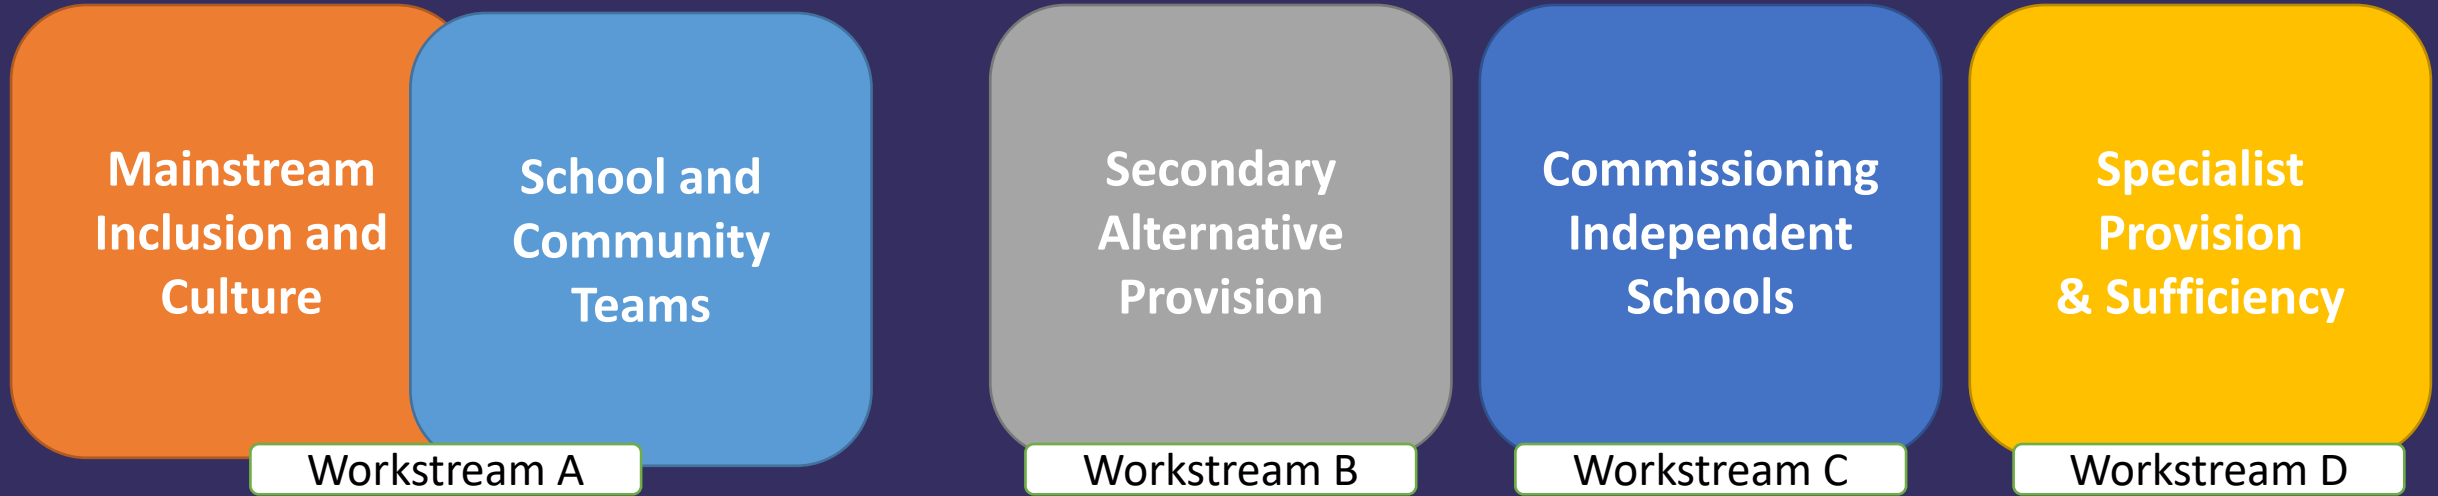 Mainstream
Inclusion and
Culture
School and
Community
Teams
Workstream A
Secondary
Alternative
Provision
Workstream B
Commissioning
Independent
Schools
Workstream C
Specialist
Provision
& Sufficiency
Workstream D